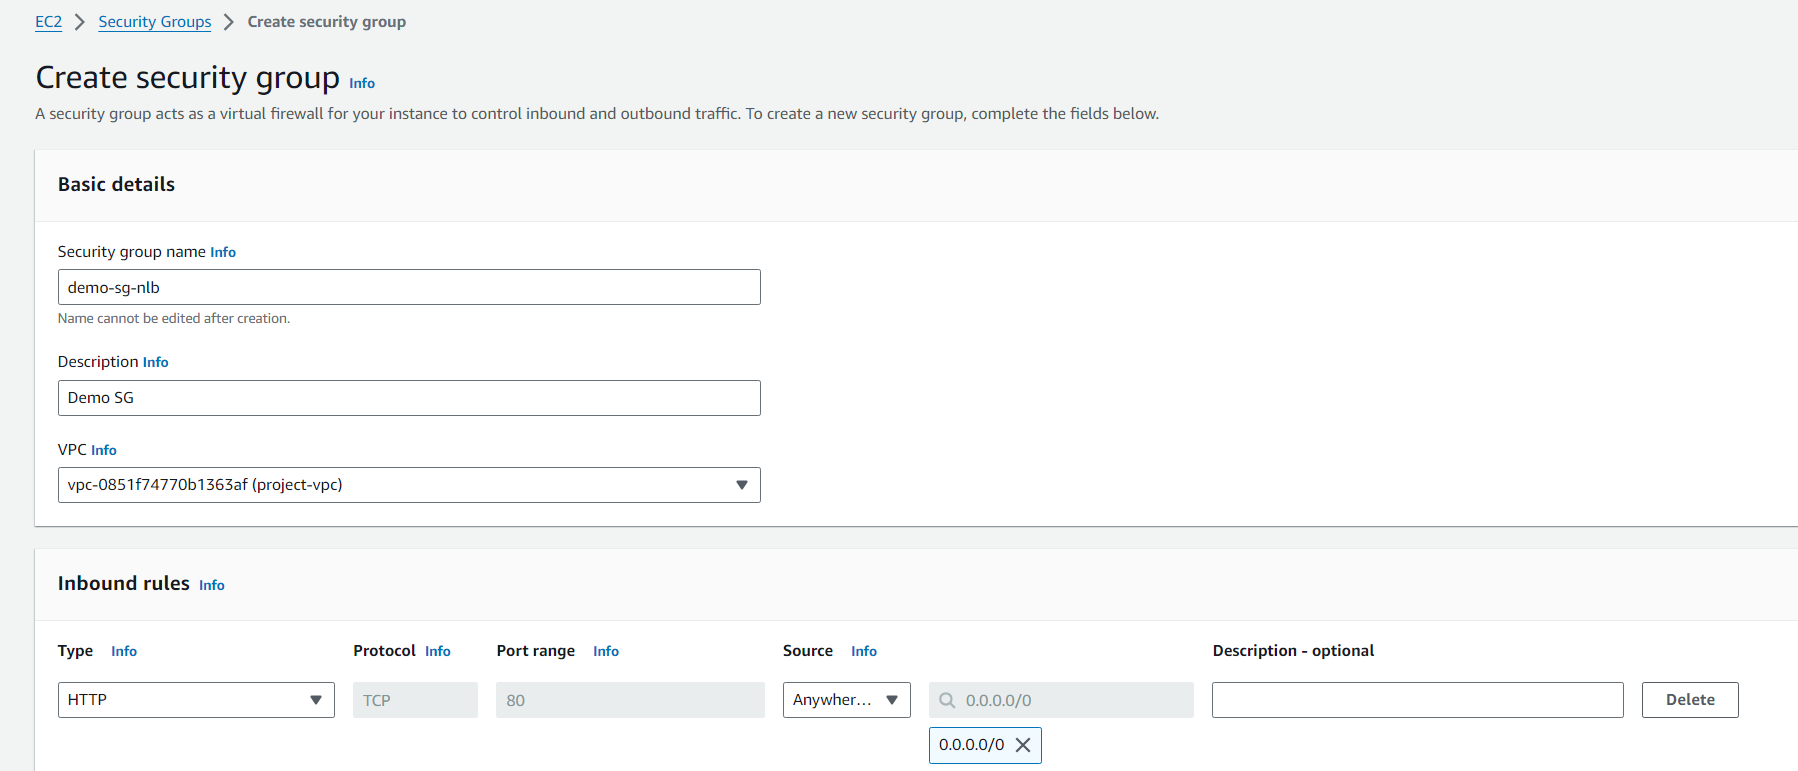 EC2 > Security Groups > Create security group
Create security group Info
A security group acts as a virtual firewall for your instance to control inbound and outbound traffic. To create a new security group, complete the fields below.
Basic details
Security group name Info
demo-sg-nlb
Name cannot be edited after creation.
Description Info
Demo SG
VPC Info
vpc-0851f74770b1363af (project-vpc)
Inbound rules Info
Type Info Protocol Info Port range Info Source Info Description - optional
HTTP TCP 80 Anywher... 0.0.0.0/0 Delete
0.0.0.0/0